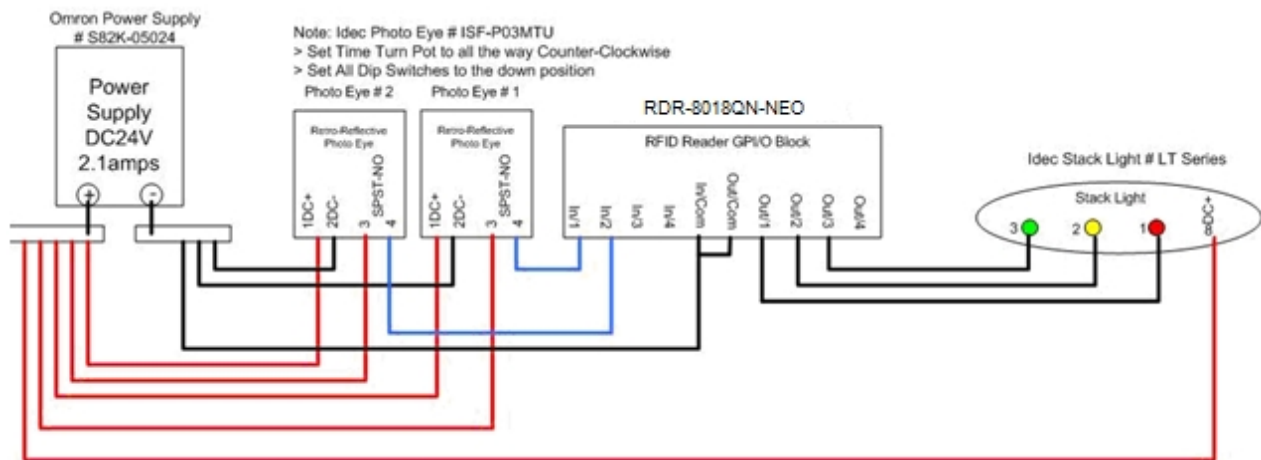 Omron Power Supply
# S82K-05024
Power
Supply
DC24V
2.1amps
+
-
Note: Idec Photo Eye # ISF-P03MTU
> Set Time Turn Pot to all the way Counter-Clockwise
> Set All Dip Switches to the down position
Photo Eye # 2
Retro-Reflective
Photo Eye
1DC+
2DC-
3
SPST-NO
4
Photo Eye # 1
Retro-Reflective
Photo Eye
1DC+
2DC-
3
SPST-NO
4
RDR-8018QN-NEO
RFID Reader GPI/O Block
In/1
In/2
In/3
In/4
In/Com
Out/Com
Out/1
Out/2
Out/3
Out/4
Idec Stack Light # LT Series
Stack Light
3
2
1
8DC+